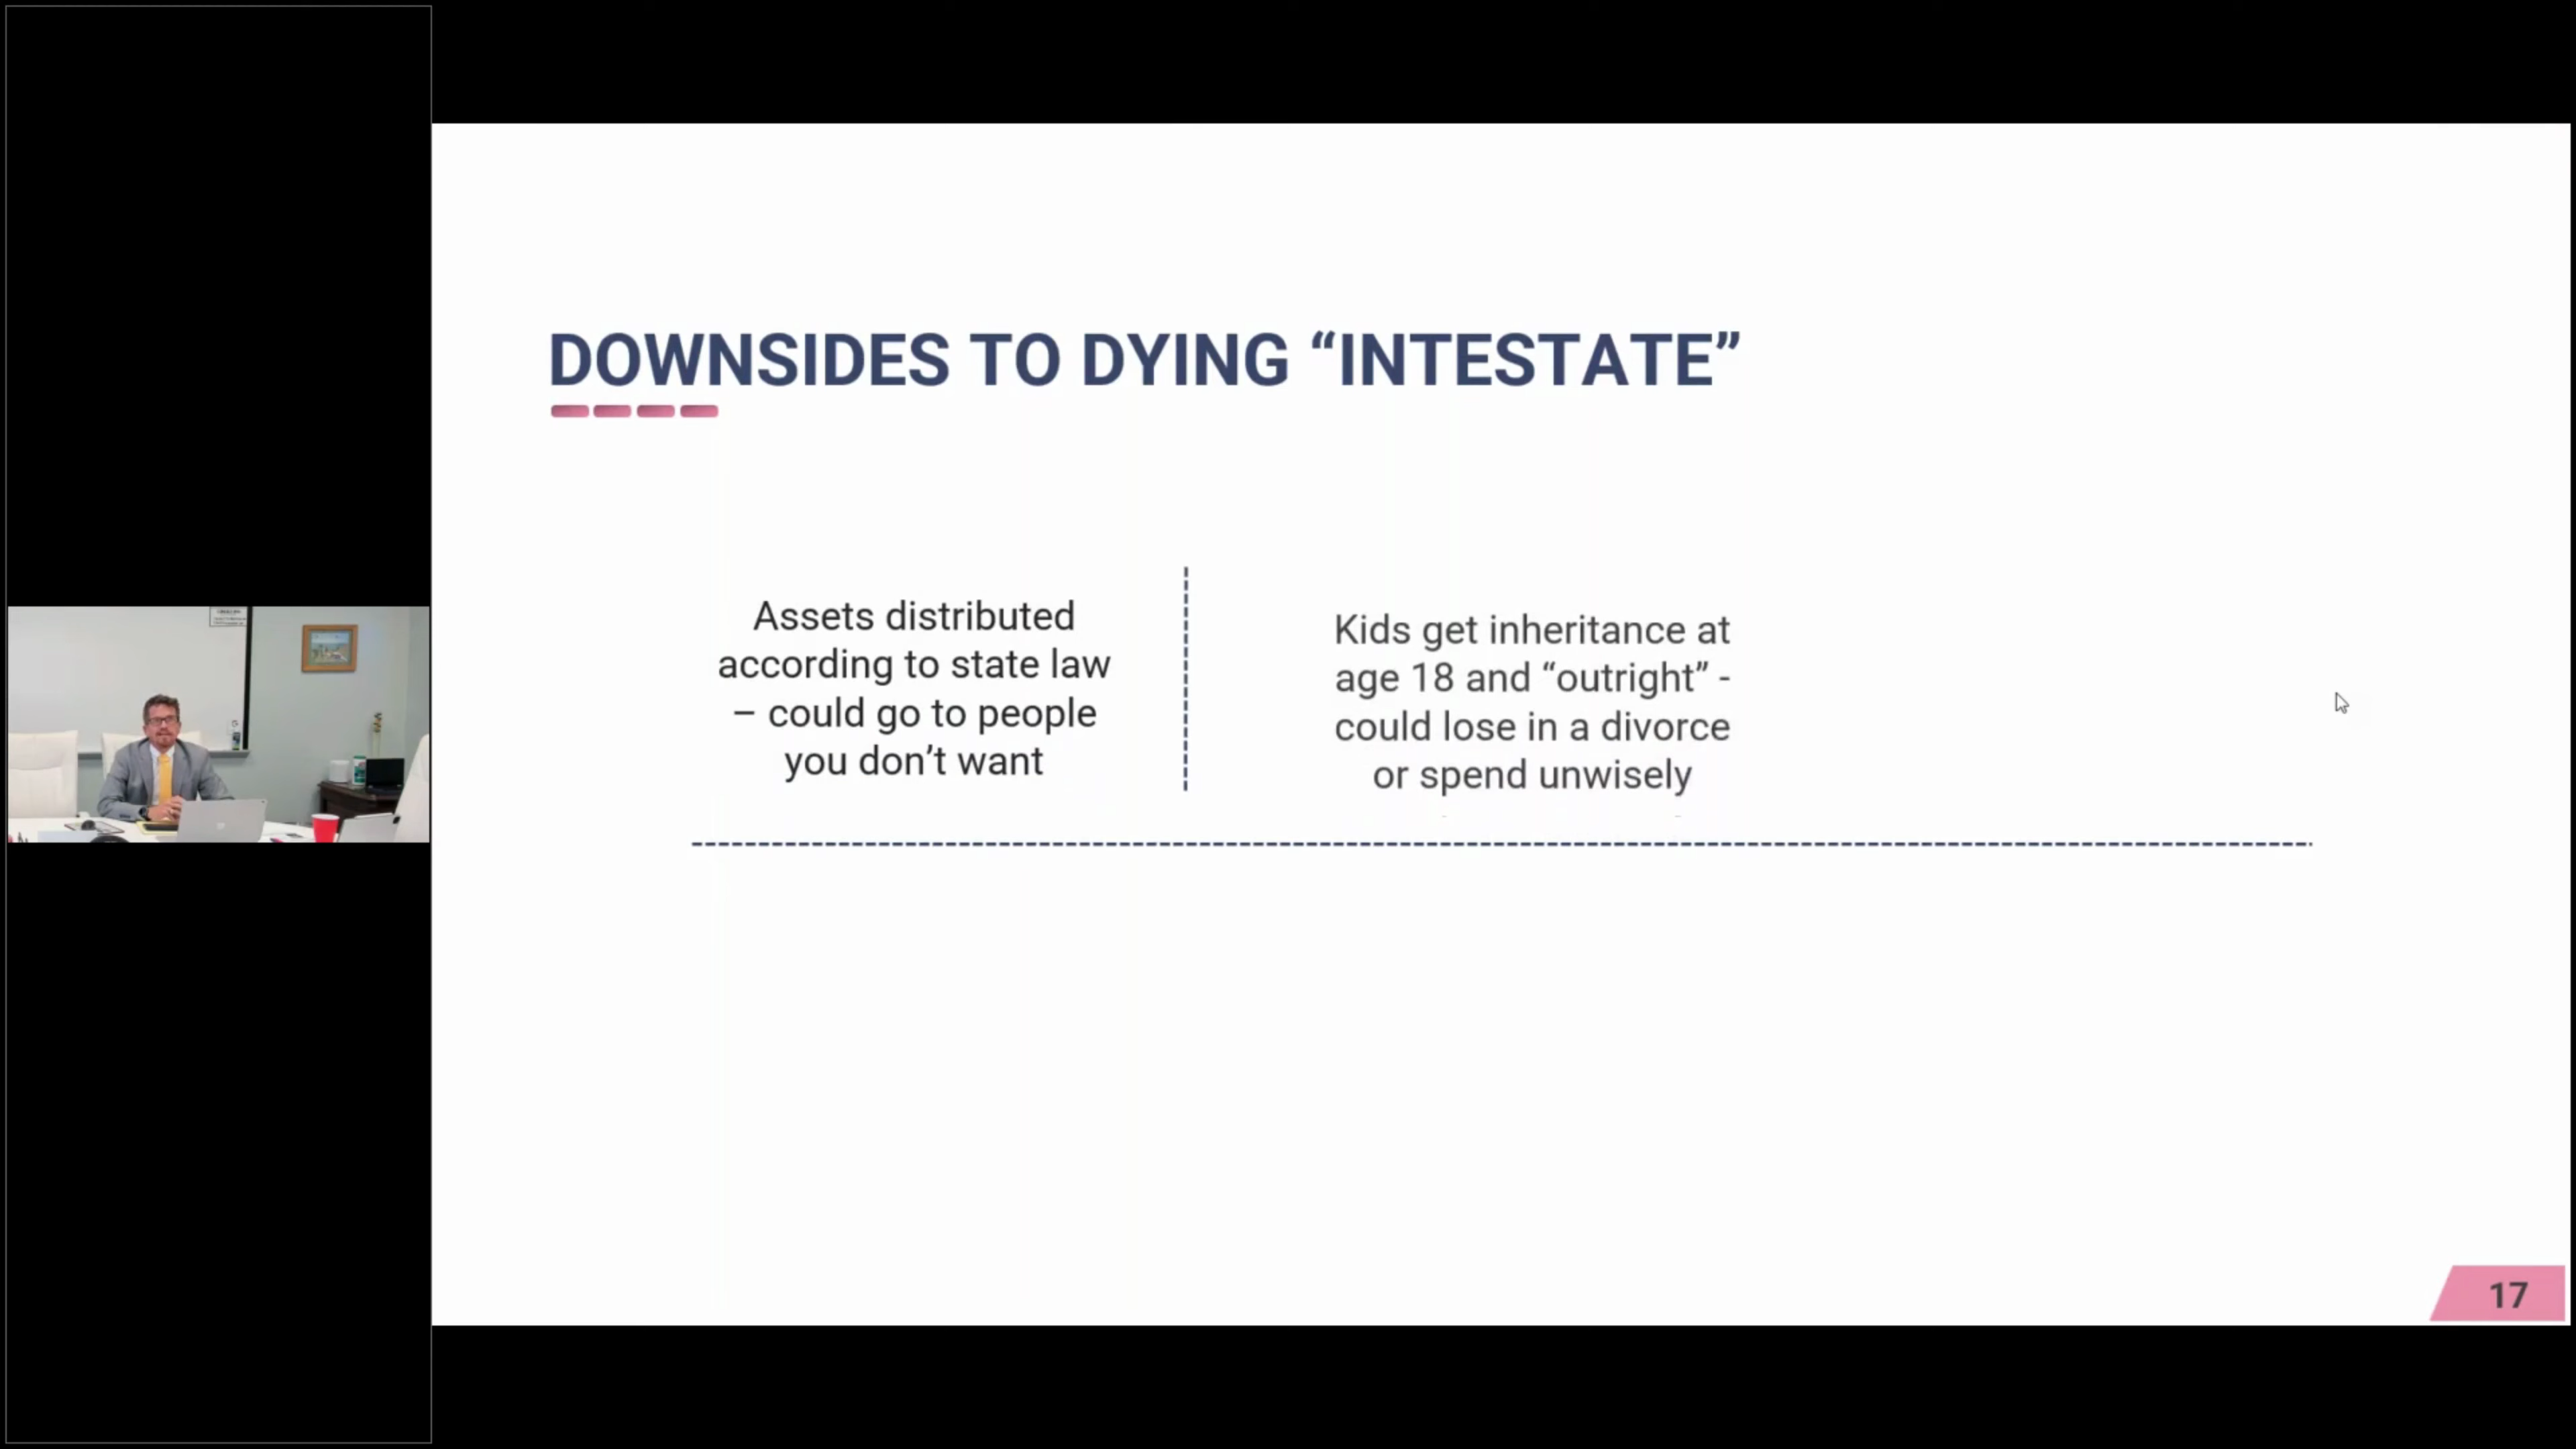 DOWNSIDES TO DYING “INTESTATE”
Assets distributed
according to state law
– could go to people
you don’t want
Kids get inheritance at
age 18 and “outright” -
could lose in a divorce
or spend unwisely
17